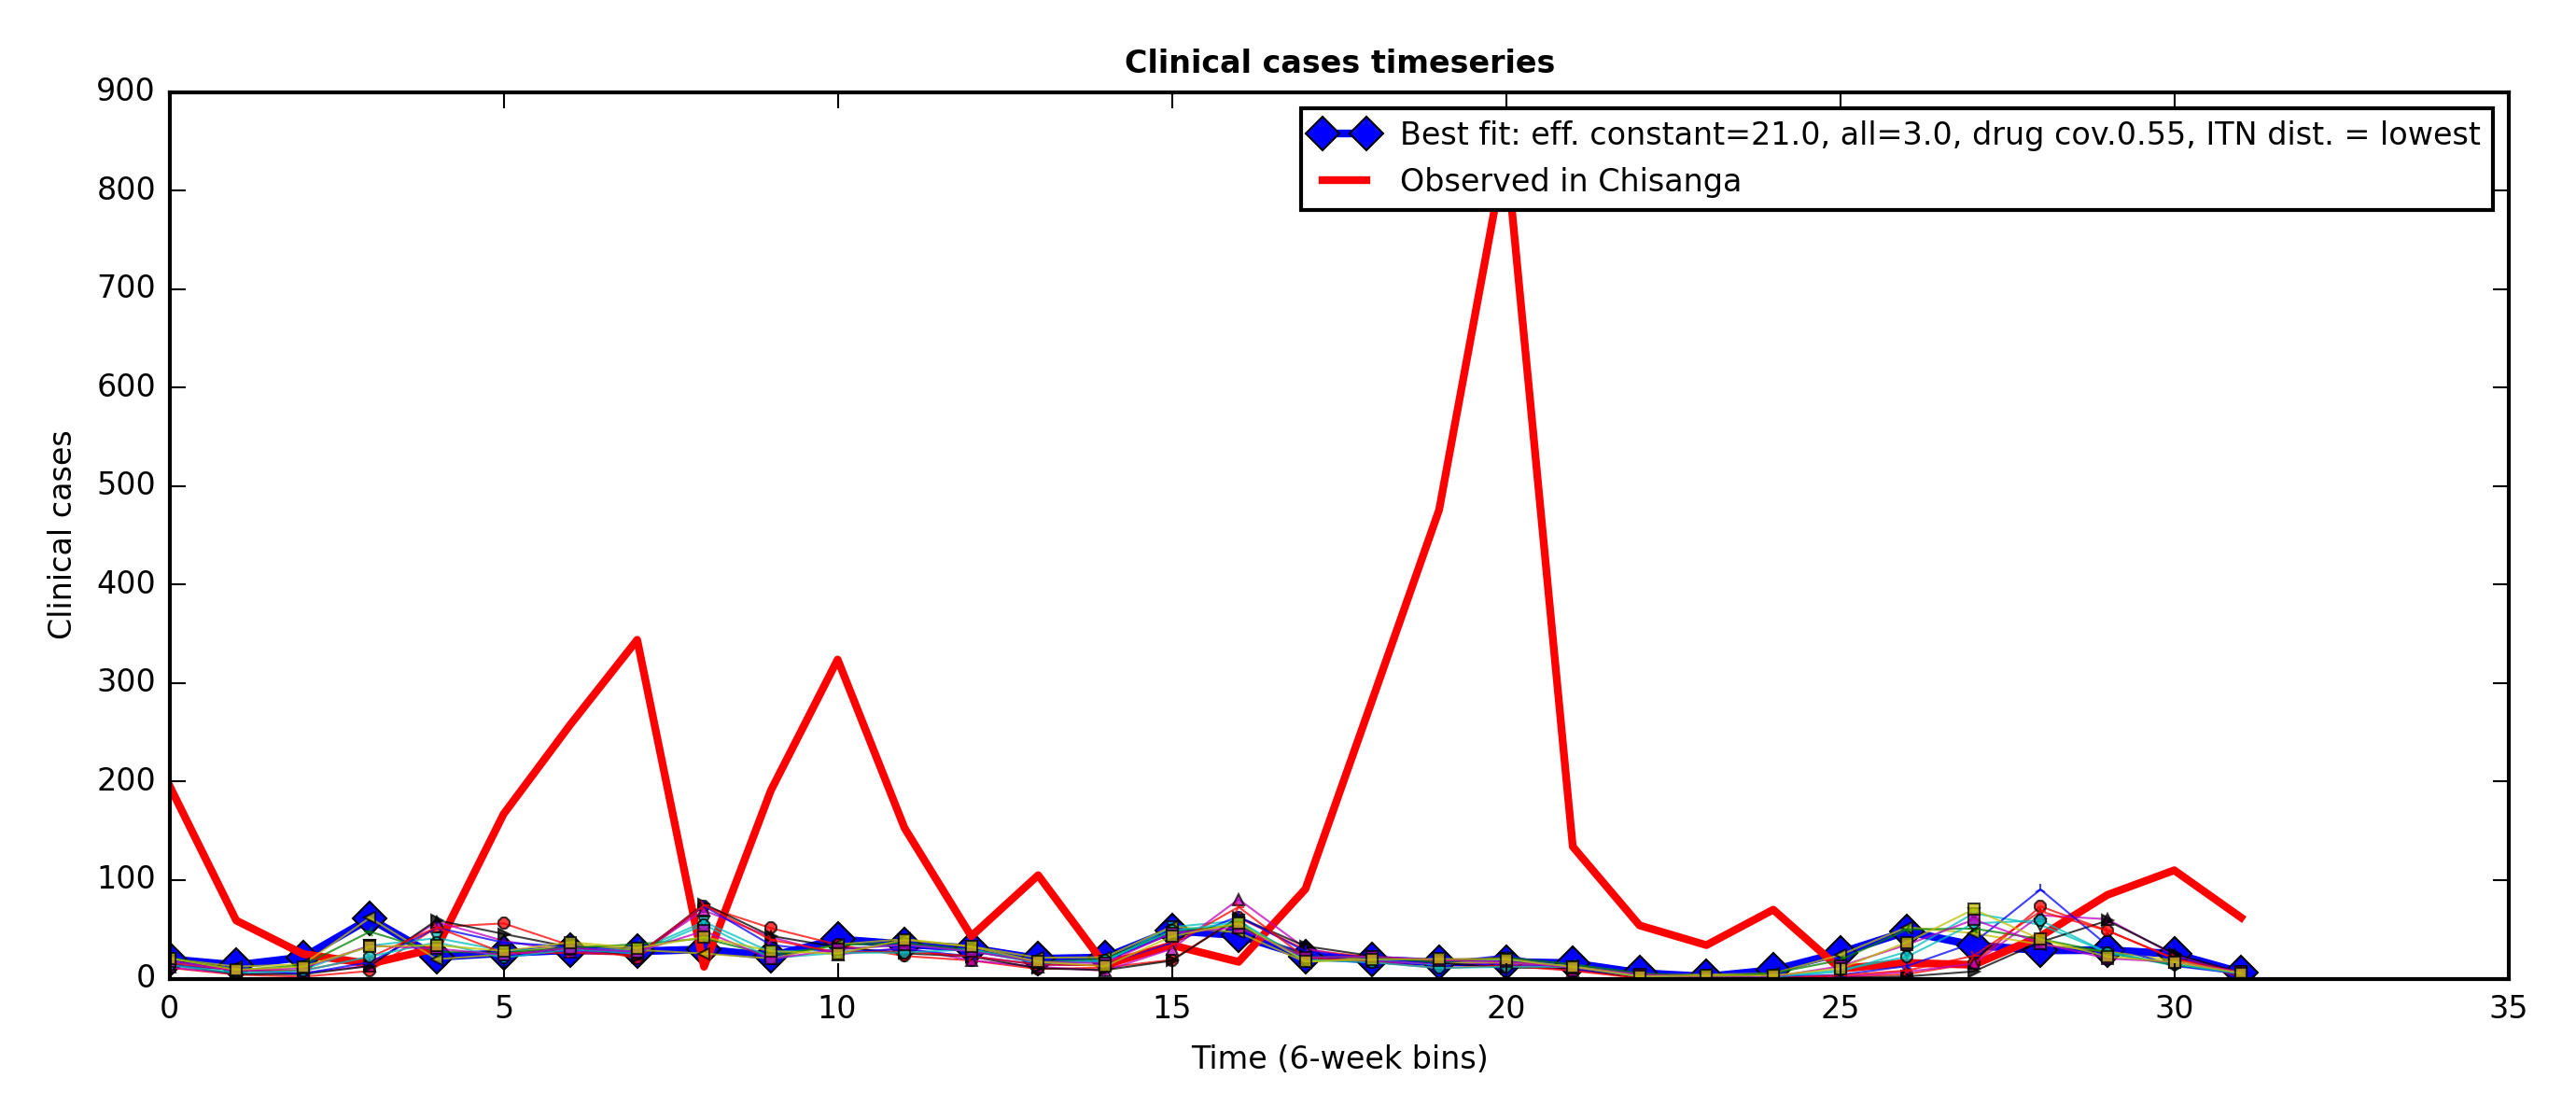 Clinical cases timeseries
Best fit: eff. constant=21.0, all=3.0, drug cov.0.55, ITN dist. = lowest
Observed in Chisanga
Clinical cases
900
800
700
600
500
400
300
200
100
0
0 5 10 15 20 25 30 35
Time (6-week bins)